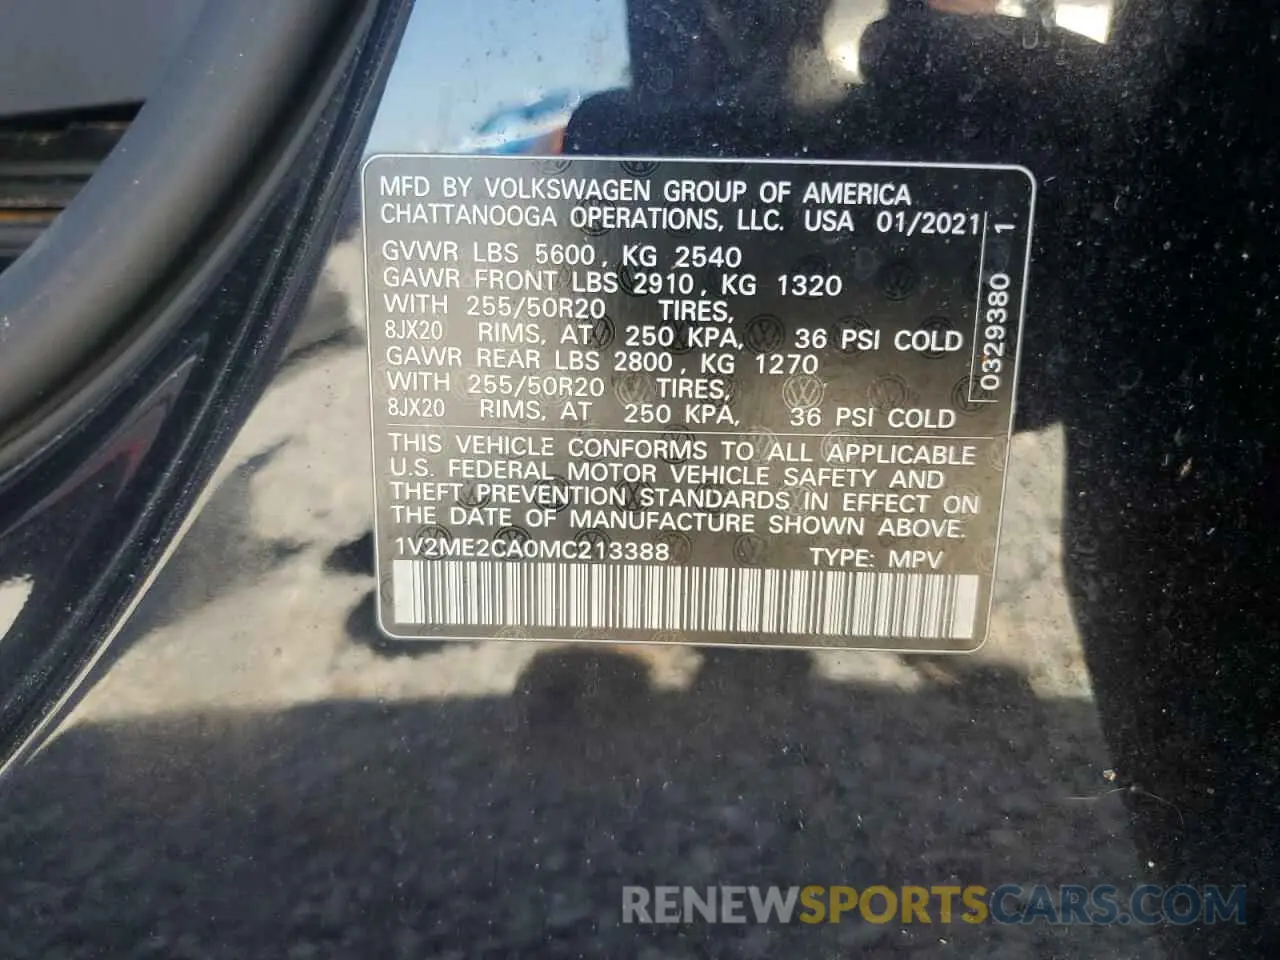 MFD BY VOLKSWAGEN GROUP OF AMERICA
CHATTANOOGA OPERATIONS, LLC. USA 01/2021
GVWR LBS 5600, KG 2540
GAWR FRONT LBS 2910, KG 1320
WITH 255/50R20 TIRES,
8JX20 RIMS, AT 250 KPA, 36 PSI COLD
GAWR REAR LBS 2800, KG 1270
WITH 255/50R20 TIRES,
8JX20 RIMS, AT 250 KPA, 36 PSI COLD
0329380 1
THIS VEHICLE CONFORMS TO ALL APPLICABLE
U.S. FEDERAL MOTOR VEHICLE SAFETY AND
THEFT PREVENTION STANDARDS IN EFFECT ON
THE DATE OF MANUFACTURE SHOWN ABOVE.
1V2ME2CA0MC213388 TYPE: MPV
RENEWSPORTSCARS.COM